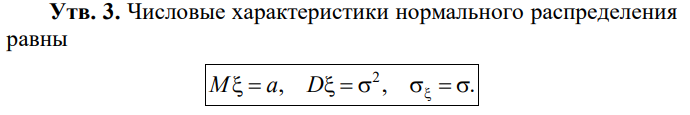 Утв. 3. Числовые характеристики нормального распределения
равны
Mξ = a, Dξ = σ², σ_ξ = σ.